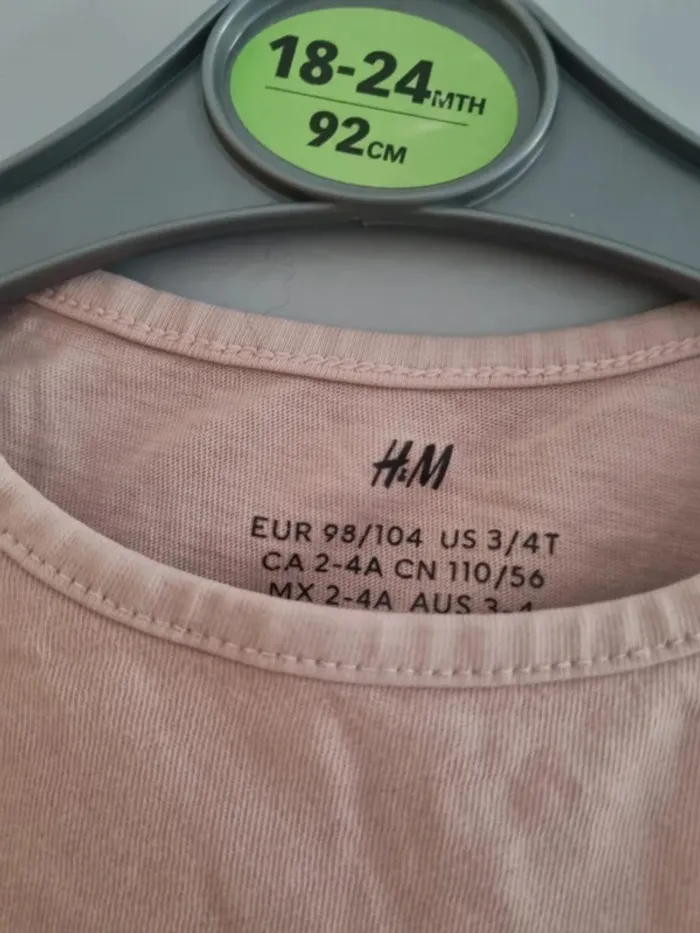 18-24MTH
92CM
H&M
EUR 98/104 US 3/4T
CA 2-4A CN 110/56
MX 2-4A AUS 3-4